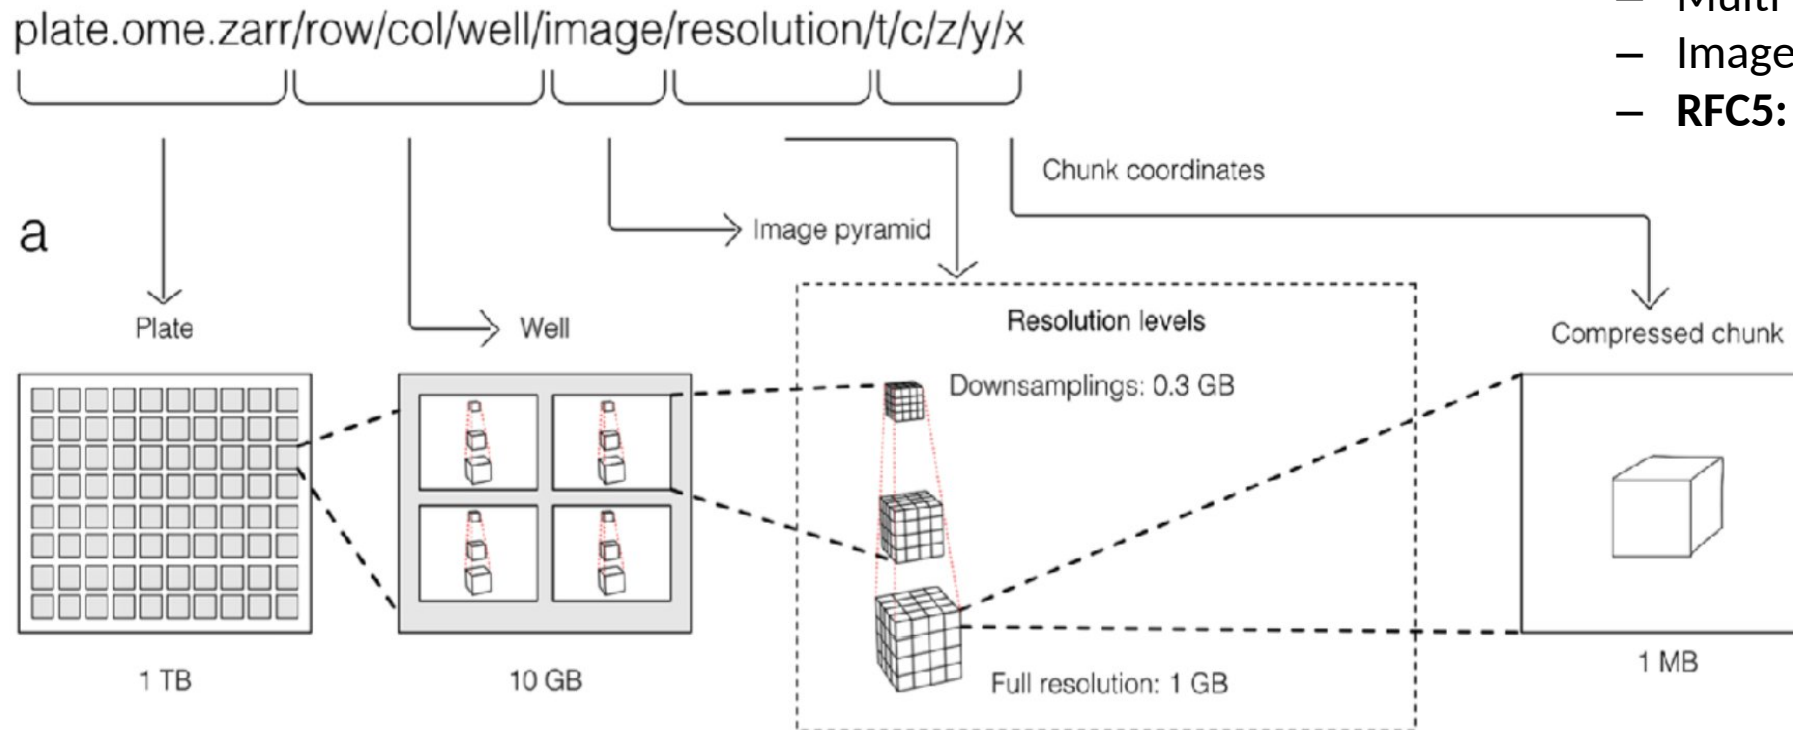 plate.ome.zarr/row/col/well/image/resolution/t/c/z/y/x
– Image
– RFC5:
Chunk coordinates
a
Image pyramid
Plate
Well
Resolution levels
Compressed chunk
Downsamplings: 0.3 GB
Full resolution: 1 GB
1 TB
10 GB
1 MB